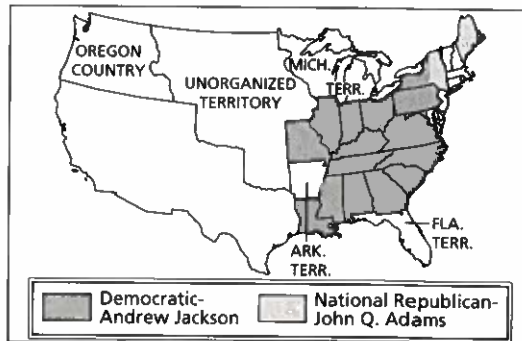 OREGON
COUNTRY
UNORGANIZED
TERRITORY
MICH.
TERR.
ARK.
TERR.
FLA.
TERR.
Democratic-
Andrew Jackson
National Republican-
John Q. Adams